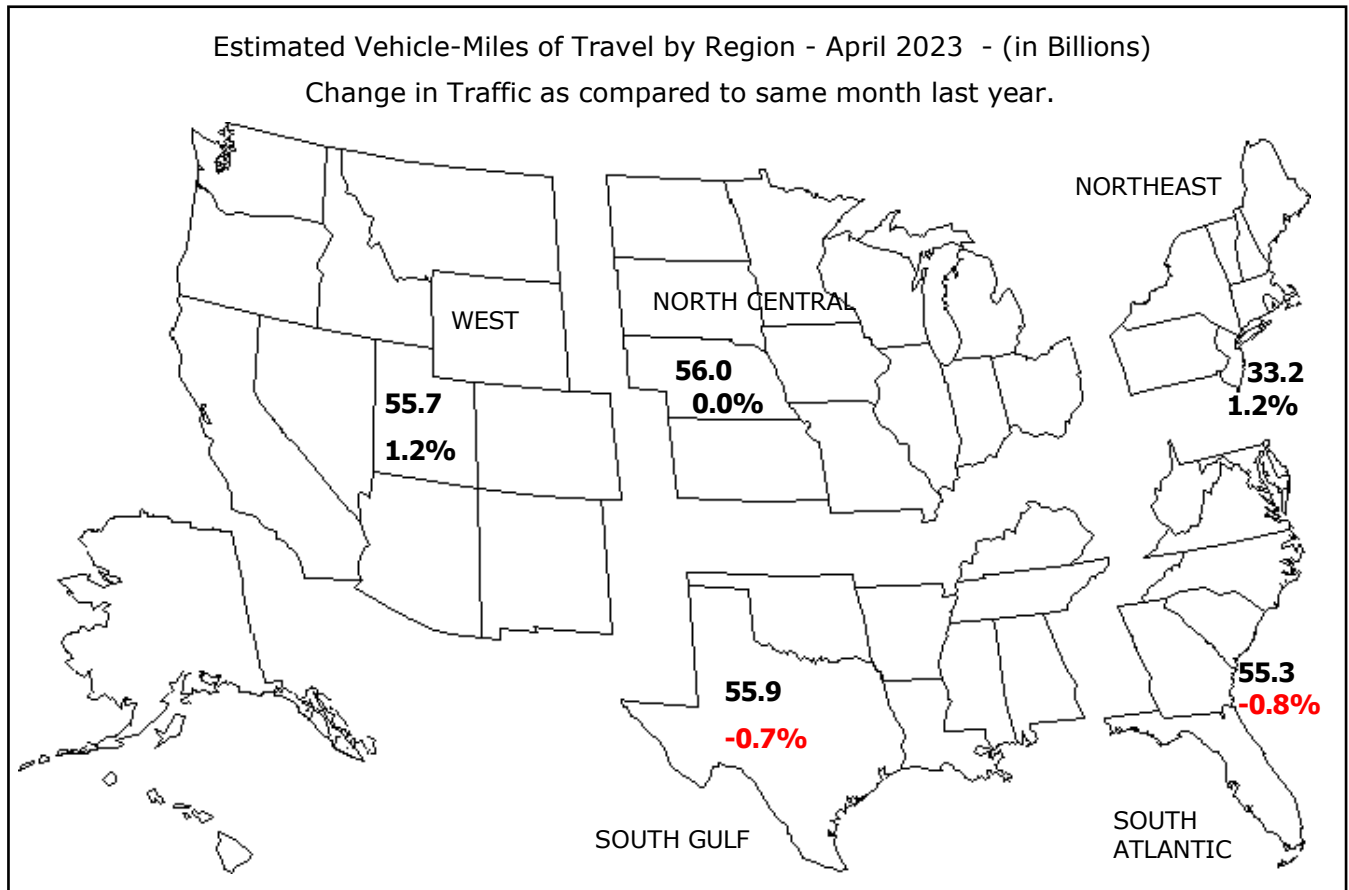 Estimated Vehicle-Miles of Travel by Region - April 2023 - (in Billions)
Change in Traffic as compared to same month last year.
NORTHEAST
NORTH CENTRAL
WEST
56.0
0.0%
33.2
1.2%
55.7
1.2%
55.9
-0.7%
55.3
-0.8%
SOUTH GULF
SOUTH
ATLANTIC